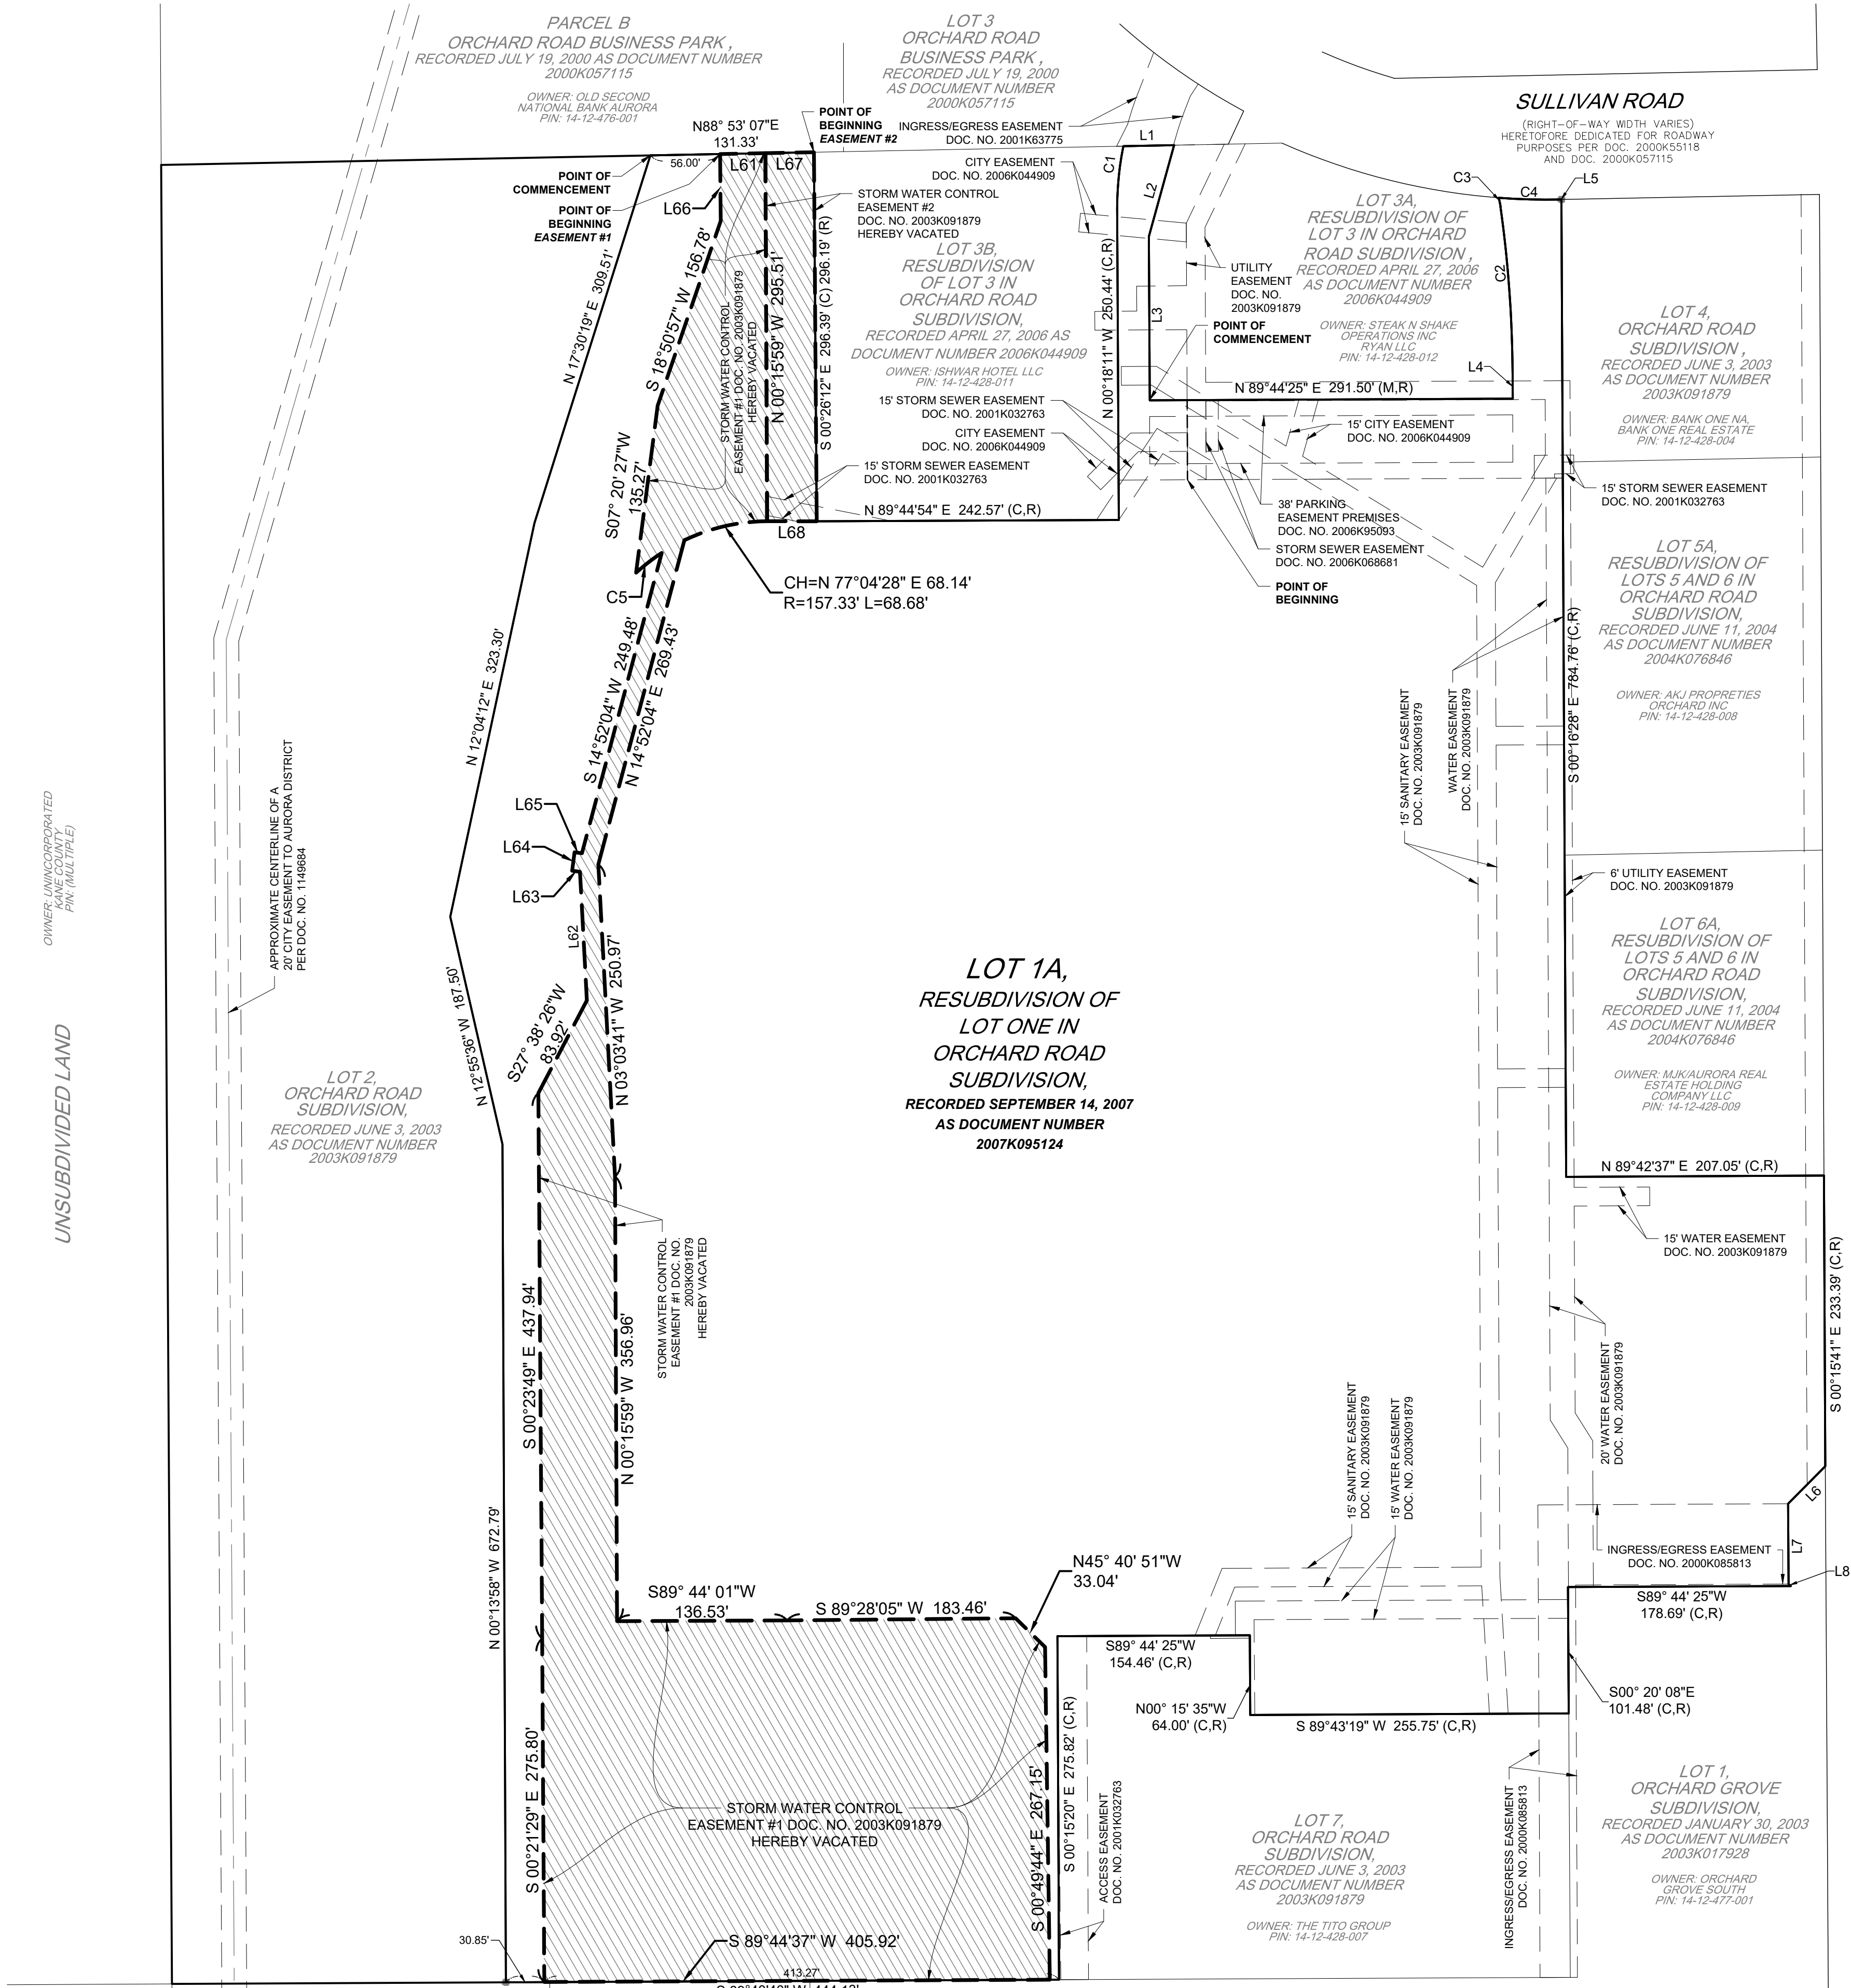 PARCEL B
ORCHARD ROAD BUSINESS PARK ,
RECORDED JULY 19, 2000 AS DOCUMENT NUMBER
2000K057115
OWNER: OLD SECOND
NATIONAL BANK AURORA
PIN: 14-12-476-001
LOT 3
ORCHARD ROAD
BUSINESS PARK ,
RECORDED JULY 19, 2000
AS DOCUMENT NUMBER
2000K057115
SULLIVAN ROAD
(RIGHT-OF-WAY WIDTH VARIES)
HERETOFORE DEDICATED FOR ROADWAY
PURPOSES PER DOC. 2000K55118
AND DOC. 2000K057115
N88° 53' 07"E
131.33'
POINT OF
BEGINNING
EASEMENT #2
INGRESS/EGRESS EASEMENT
DOC. NO. 2001K63775
L1
56.00'
L61
L67
POINT OF
COMMENCEMENT
POINT OF
BEGINNING
EASEMENT #1
L66
CITY EASEMENT
DOC. NO. 2006K044909
C1
L2
C3
C4
L5
STORM WATER CONTROL
EASEMENT #2
DOC. NO. 2003K091879
HEREBY VACATED
LOT 3B,
RESUBDIVISION
OF LOT 3 IN
ORCHARD ROAD
SUBDIVISION,
RECORDED APRIL 27, 2006 AS
DOCUMENT NUMBER 2006K044909
OWNER: ISHWAR HOTEL LLC
PIN: 14-12-428-011
LOT 3A,
RESUBDIVISION OF
LOT 3 IN ORCHARD
ROAD SUBDIVISION ,
RECORDED APRIL 27, 2006
AS DOCUMENT NUMBER
2006K044909
OWNER: STEAK N SHAKE
OPERATIONS INC
RYAN LLC
PIN: 14-12-428-012
UTILITY
EASEMENT
DOC. NO.
2003K091879
POINT OF
COMMENCEMENT
C2
L3
L4
N 89°44'25" E 291.50' (M,R)
LOT 4,
ORCHARD ROAD
SUBDIVISION ,
RECORDED JUNE 3, 2003
AS DOCUMENT NUMBER
2003K091879
OWNER: BANK ONE NA,
BANK ONE REAL ESTATE
PIN: 14-12-428-004
N 17°30'19" E 309.51'
S 18°50'57" W 156.78'
STORM WATER CONTROL
EASEMENT #1 DOC. NO. 2003K091879
HEREBY VACATED
N 00°15'59" W 295.51'
S 00°26'12" E 296.39' (C) 296.19' (R)
N 00°18'11" W 250.44' (C,R)
15' STORM SEWER EASEMENT
DOC. NO. 2001K032763
CITY EASEMENT
DOC. NO. 2006K044909
15' CITY EASEMENT
DOC. NO. 2006K044909
15' STORM SEWER EASEMENT
DOC. NO. 2001K032763
15' STORM SEWER EASEMENT
DOC. NO. 2001K032763
S07° 20' 27"W
135.27'
N 89°44'54" E 242.57' (C,R)
L68
38' PARKING
EASEMENT PREMISES
DOC. NO. 2006K95093
STORM SEWER EASEMENT
DOC. NO. 2006K068681
POINT OF
BEGINNING
CH=N 77°04'28" E 68.14'
R=157.33' L=68.68'
C5
LOT 5A,
RESUBDIVISION OF
LOTS 5 AND 6 IN
ORCHARD ROAD
SUBDIVISION,
RECORDED JUNE 11, 2004
AS DOCUMENT NUMBER
2004K076846
OWNER: AKJ PROPRETIES
ORCHARD INC
PIN: 14-12-428-008
N 12°04'12" E 323.30'
S 14°52'04" W 249.48'
N 14°52'04" E 269.43'
15' SANITARY EASEMENT
DOC. NO. 2003K091879
WATER EASEMENT
DOC. NO. 2003K091879
S 00°16'28" E 784.76' (C,R)
OWNER: UNINCORPORATED
KANE COUNTY
PIN: (MULTIPLE)
APPROXIMATE CENTERLINE OF A
20' CITY EASEMENT TO AURORA DISTRICT
PER DOC. NO. 1149684
L65
L64
L63
L62
6' UTILITY EASEMENT
DOC. NO. 2003K091879
LOT 6A,
RESUBDIVISION OF
LOTS 5 AND 6 IN
ORCHARD ROAD
SUBDIVISION,
RECORDED JUNE 11, 2004
AS DOCUMENT NUMBER
2004K076846
OWNER: MJK/AURORA REAL
ESTATE HOLDING
COMPANY LLC
PIN: 14-12-428-009
LOT 1A,
RESUBDIVISION OF
LOT ONE IN
ORCHARD ROAD
SUBDIVISION,
RECORDED SEPTEMBER 14, 2007
AS DOCUMENT NUMBER
2007K095124
N 12°55'36" W 187.50'
S27° 38' 26"W
83.92'
N 03°03'41" W 250.97'
UNSUBDIVIDED LAND
LOT 2,
ORCHARD ROAD
SUBDIVISION,
RECORDED JUNE 3, 2003
AS DOCUMENT NUMBER
2003K091879
N 89°42'37" E 207.05' (C,R)
15' WATER EASEMENT
DOC. NO. 2003K091879
S 00°15'41" E 233.39' (C,R)
STORM WATER CONTROL
EASEMENT #1 DOC. NO.
2003K091879
HEREBY VACATED
S 00°23'49" E 437.94'
N 00°15'59" W 356.96'
20' WATER EASEMENT
DOC. NO. 2003K091879
15' SANITARY EASEMENT
DOC. NO. 2003K091879
15' WATER EASEMENT
DOC. NO. 2003K091879
L6
L7
L8
INGRESS/EGRESS EASEMENT
DOC. NO. 2000K085813
N 00°13'58" W 672.79'
N45° 40' 51"W
33.04'
S89° 44' 01"W
136.53'
S 89°28'05" W 183.46'
S89° 44' 25"W
178.69' (C,R)
S89° 44' 25"W
154.46' (C,R)
N00° 15' 35"W
64.00' (C,R)
S 89°43'19" W 255.75' (C,R)
S00° 20' 08"E
101.48' (C,R)
S 00°21'29" E 275.80'
STORM WATER CONTROL
EASEMENT #1 DOC. NO. 2003K091879
HEREBY VACATED
S 00°49'44" E 267.15'
S 00°15'20" E 275.82' (C,R)
ACCESS EASEMENT
DOC. NO. 2001K032763
LOT 7,
ORCHARD ROAD
SUBDIVISION,
RECORDED JUNE 3, 2003
AS DOCUMENT NUMBER
2003K091879
OWNER: THE TITO GROUP
PIN: 14-12-428-007
INGRESS/EGRESS EASEMENT
DOC. NO. 2000K085813
LOT 1,
ORCHARD GROVE
SUBDIVISION,
RECORDED JANUARY 30, 2003
AS DOCUMENT NUMBER
2003K017928
OWNER: ORCHARD
GROVE SOUTH
PIN: 14-12-477-001
30.85'
S 89°44'37" W 405.92'
413.27'